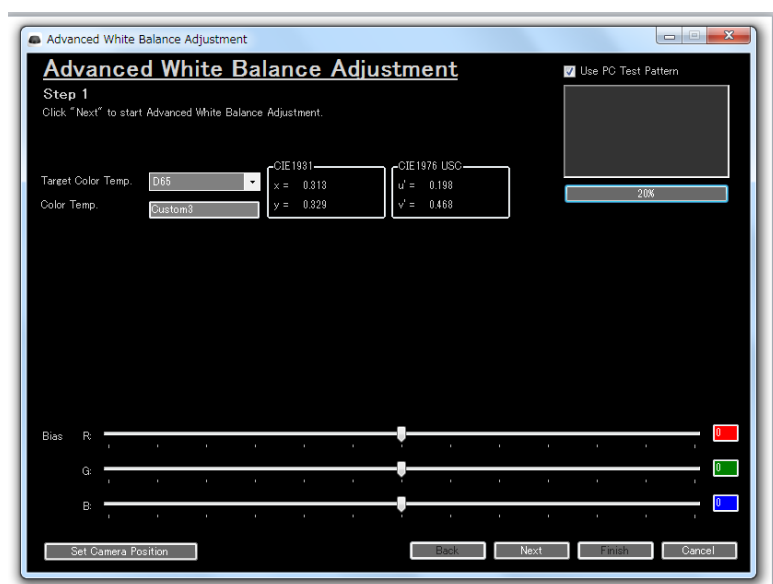 Advanced White Balance Adjustment
Advanced White Balance Adjustment
Use PC Test Pattern
Step 1
Click "Next" to start Advanced White Balance Adjustment.
CIE1931
CIE1976 USC
Target Color Temp.
D65
x = 0.313
u' = 0.198
20%
Color Temp.
Custom3
y = 0.329
v' = 0.468
Bias R: 0
G: 0
B: 0
Set Camera Position
Back
Next
Finish
Cancel